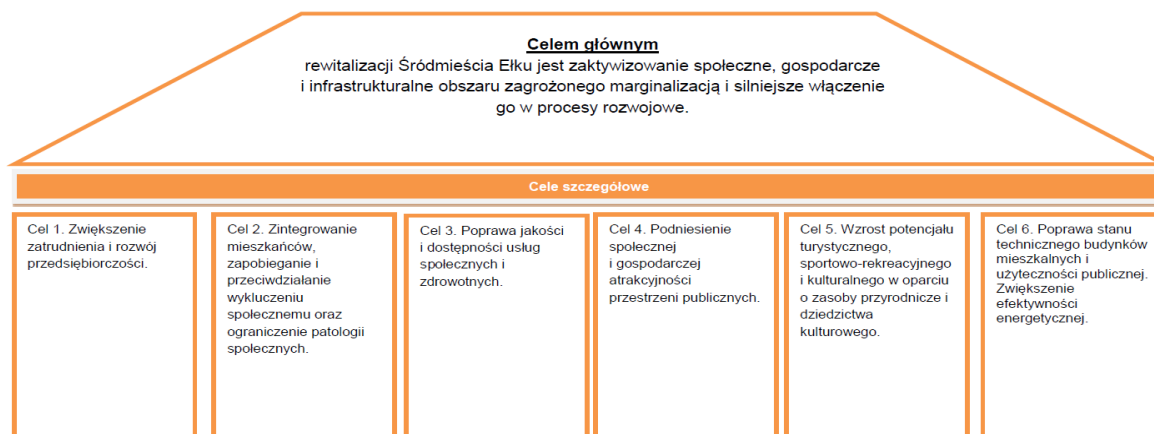 Celem głównym
rewitalizacji Śródmieścia Ełku jest zaktywizowanie społeczne, gospodarcze
i infrastrukturalne obszaru zagrożonego marginalizacją i silniejsze włączenie
go w procesy rozwojowe.
Cele szczegółowe
Cel 1. Zwiększenie
zatrudnienia i rozwój
przedsiębiorczości.
Cel 2. Zintegrowanie
mieszkańców,
zapobieganie i
przeciwdziałanie
wykluczeniu
społecznemu oraz
ograniczenie patologii
społecznych.
Cel 3. Poprawa jakości
i dostępności usług
społecznych i
zdrowotnych.
Cel 4. Podniesienie
społecznej
i gospodarczej
atrakcyjności
przestrzeni publicznych.
Cel 5. Wzrost potencjału
turystycznego,
sportowo-rekreacyjnego
i kulturalnego w oparciu
o zasoby przyrodnicze i
dziedzictwa
kulturowego.
Cel 6. Poprawa stanu
technicznego budynków
mieszkalnych i
użyteczności publicznej.
Zwiększenie
efektywności
energetycznej.